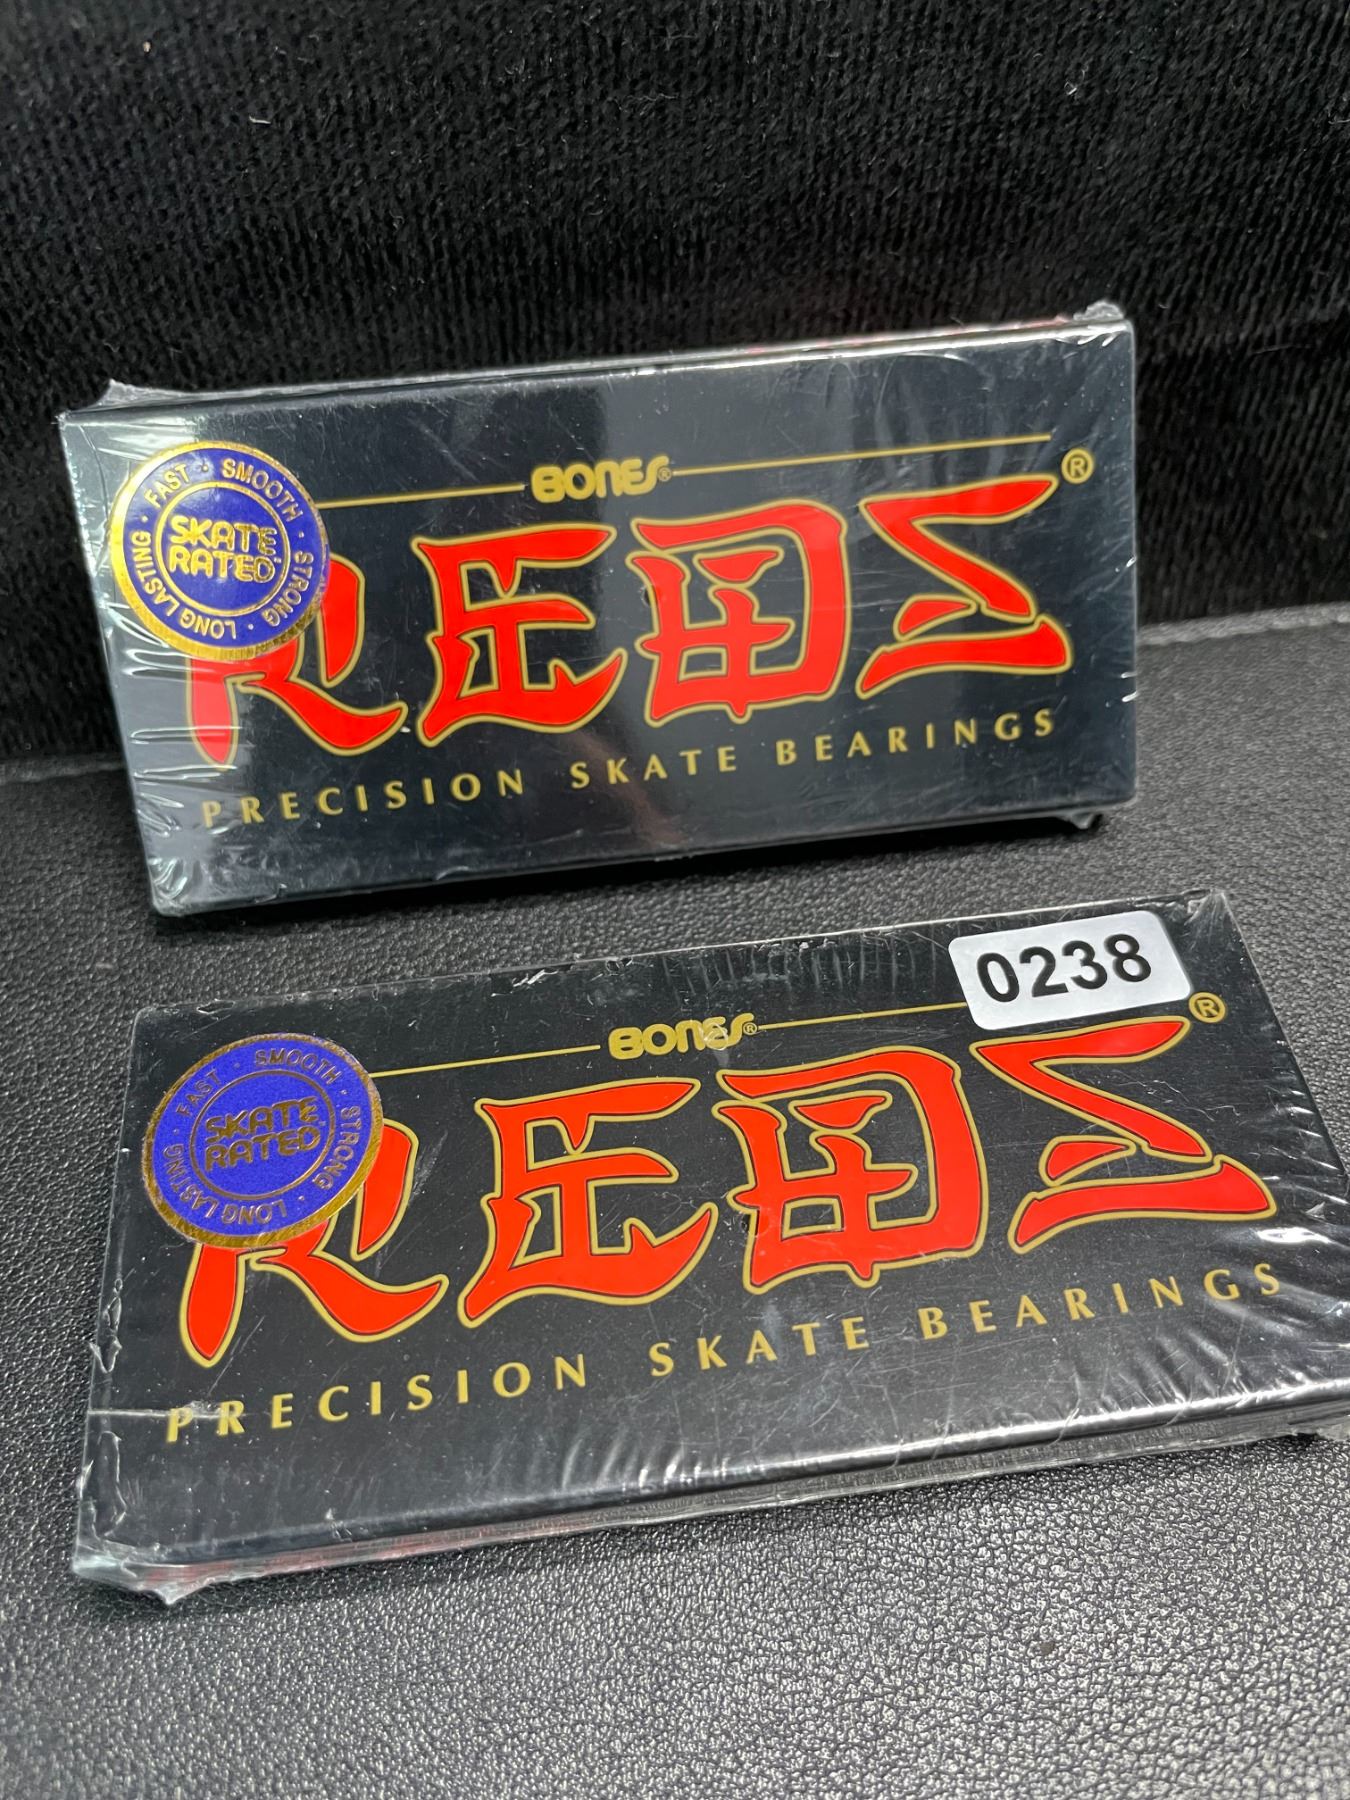 BONES®
REDS®
PRECISION SKATE BEARINGS
FAST · SMOOTH · STRONG · LONG LASTING ·
SKATE
RATED
0238
BONES®
REDS®
PRECISION SKATE BEARINGS
FAST · SMOOTH · STRONG · LONG LASTING ·
SKATE
RATED